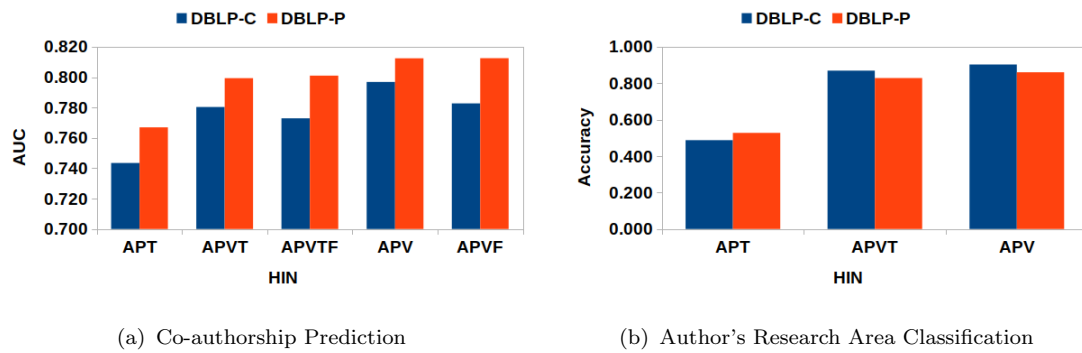 DBLP-C DBLP-P
0.820
0.800
0.780
0.760
0.740
0.720
0.700
AUC
APT APVT APVTF APV APVF
HIN
(a) Co-authorship Prediction
DBLP-C DBLP-P
1.000
0.800
0.600
0.400
0.200
0.000
Accuracy
APT APVT APV
HIN
(b) Author's Research Area Classification